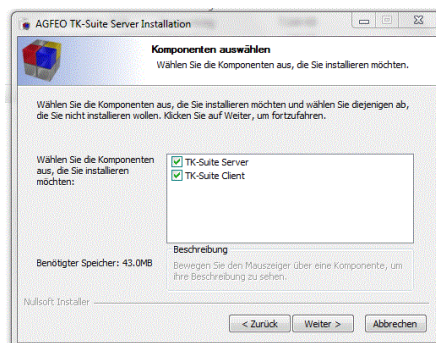 AGFEO TK-Suite Server Installation
Komponenten auswählen
Wählen Sie die Komponenten aus, die Sie installieren möchten.
Wählen Sie die Komponenten aus, die Sie installieren möchten und wählen Sie diejenigen ab,
die Sie nicht installieren wollen. Klicken Sie auf Weiter, um fortzufahren.
Wählen Sie die Komponenten
aus, die Sie installieren
möchten:
TK-Suite Server
TK-Suite Client
Benötigter Speicher: 43.0MB
Beschreibung
Bewegen Sie den Mauszeiger über eine Komponente, um
ihre Beschreibung zu sehen.
Nullsoft Installer
< Zurück
Weiter >
Abbrechen